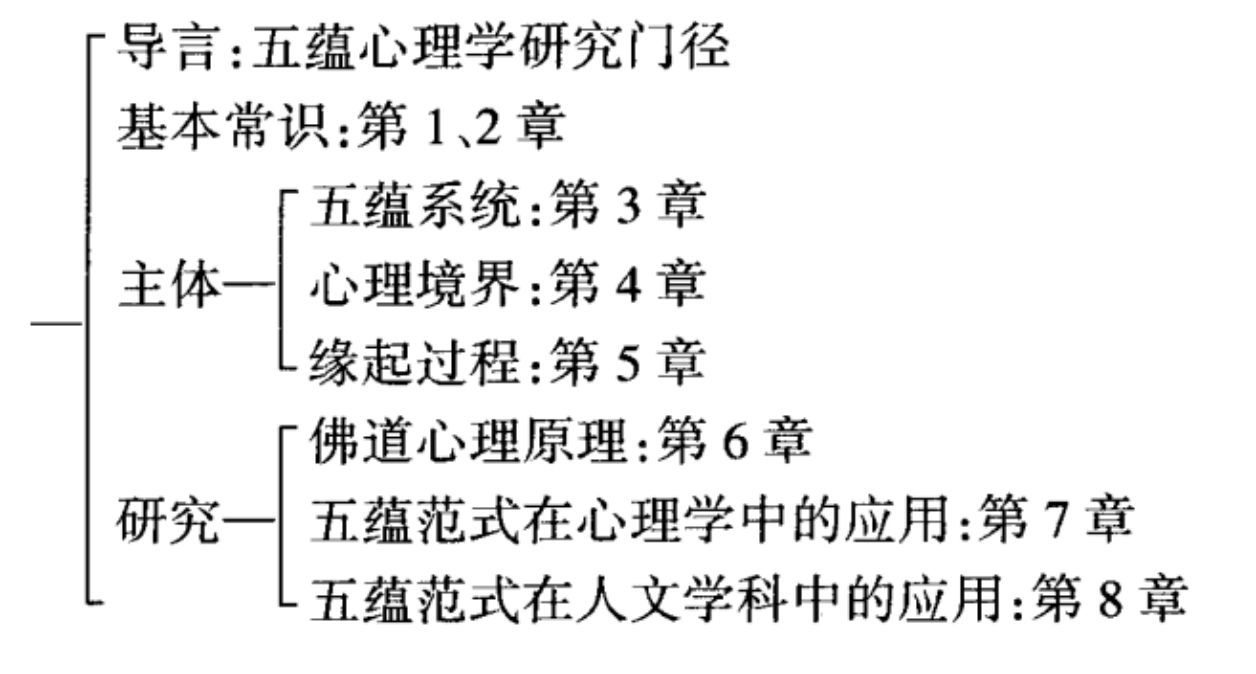 导言:五蕴心理学研究门径
基本常识:第 1、2 章
五蕴系统:第 3 章
主体
心理境界:第 4 章
缘起过程:第 5 章
佛道心理原理:第 6 章
研究
五蕴范式在心理学中的应用:第 7 章
五蕴范式在人文学科中的应用:第 8 章